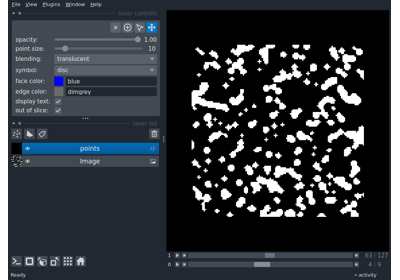 File View Plugins Window Help
layer controls
opacity: 1.00
point size: 10
blending: translucent
symbol: disc
face color: blue
edge color: dimgrey
display text:
out of slice:
layer list
points
Image
1 63 127
0 4 9
Ready activity